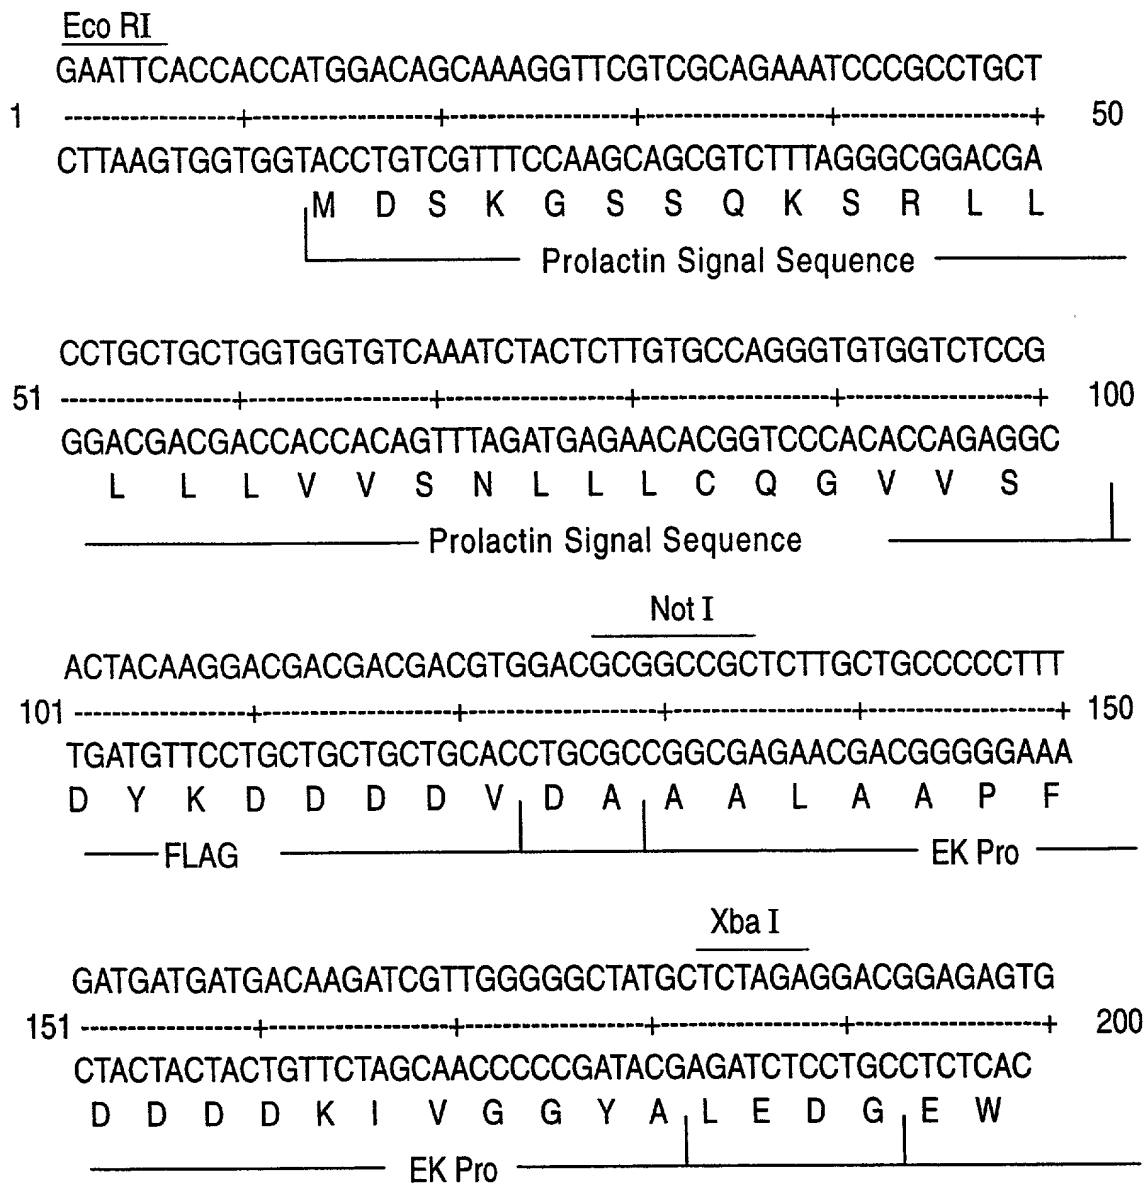 Eco RI
GAATTCACCACCATGGACAGCAAAGGTTCGTCGCAGAAATCCCGCCTGCT
1 ---------+---------+---------+---------+---------+ 50
CTTAAGTGGTGGTACCTGTCGTTTCCAAGCAGCGTCTTTAGGGCGGACGA
M D S K G S S Q K S R L L
Prolactin Signal Sequence
CCTGCTGCTGGTGGTGTCAAATCTACTCTTGTGCCAGGGTGTGGTCTCCG
51 ---------+---------+---------+---------+---------+ 100
GGACGACGACCACCACAGTTTAGATGAGAACACGGTCCCACACCAGAGGC
L L L V V S N L L L C Q G V V S
Prolactin Signal Sequence
Not I
ACTACAAGGACGACGACGACGTGGACGCGGCCGCTCTTGCTGCCCCCTTT
101 ---------+---------+---------+---------+---------+ 150
TGATGTTCCTGCTGCTGCTGCACCTGCGCCGGCGAGAACGACGGGGGAAA
D Y K D D D D V D A A A L A A P F
FLAG EK Pro
Xba I
GATGATGATGACAAGATCGTTGGGGGCTATGCTCTAGAGGACGGAGAGTG
151 ---------+---------+---------+---------+---------+ 200
CTACTACTACTGTTCTAGCAACCCCCGATACGAGATCTCCTGCCTCTCAC
D D D D K I V G G Y A L E D G E W
EK Pro